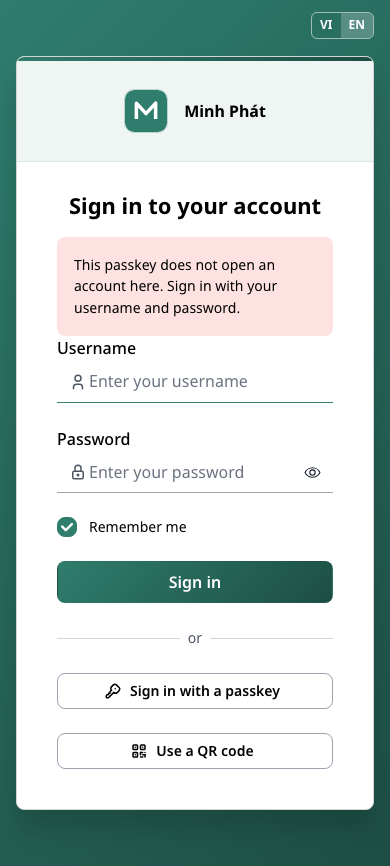 VI EN
Minh Phát
Sign in to your account
This passkey does not open an
account here. Sign in with your
username and password.
Username
Enter your username
Password
Enter your password
Remember me
Sign in
or
Sign in with a passkey
Use a QR code